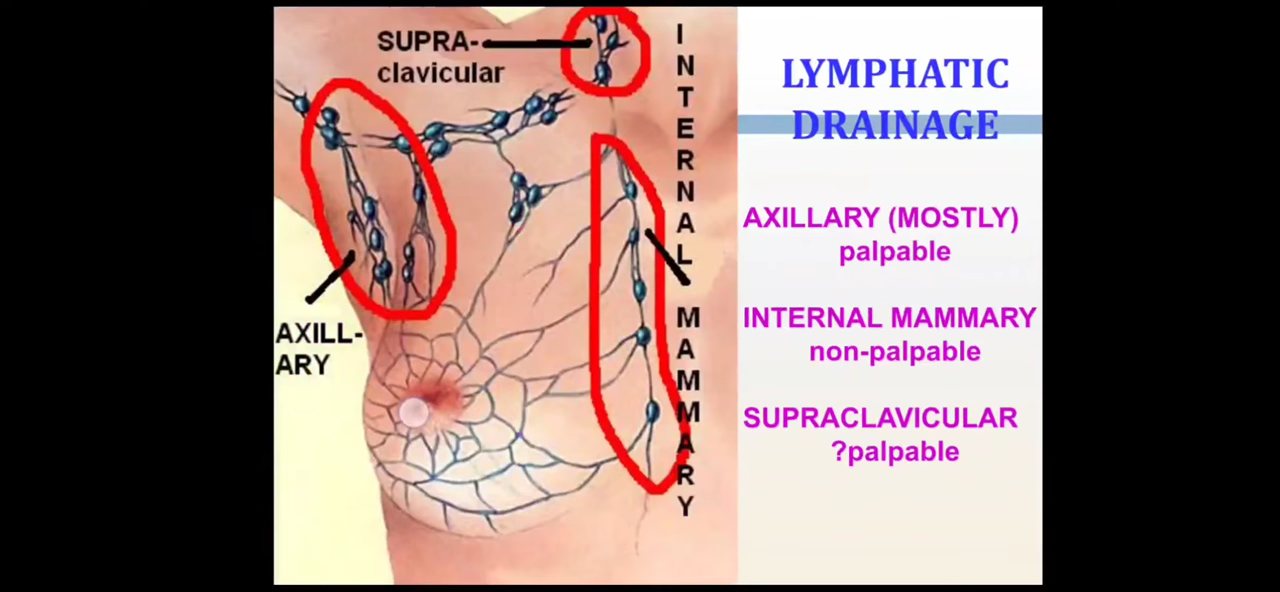 SUPRA-
clavicular
AXILL-
ARY
INTERNAL MAMMARY
LYMPHATIC
DRAINAGE
AXILLARY (MOSTLY)
palpable
INTERNAL MAMMARY
non-palpable
SUPRACLAVICULAR
?palpable